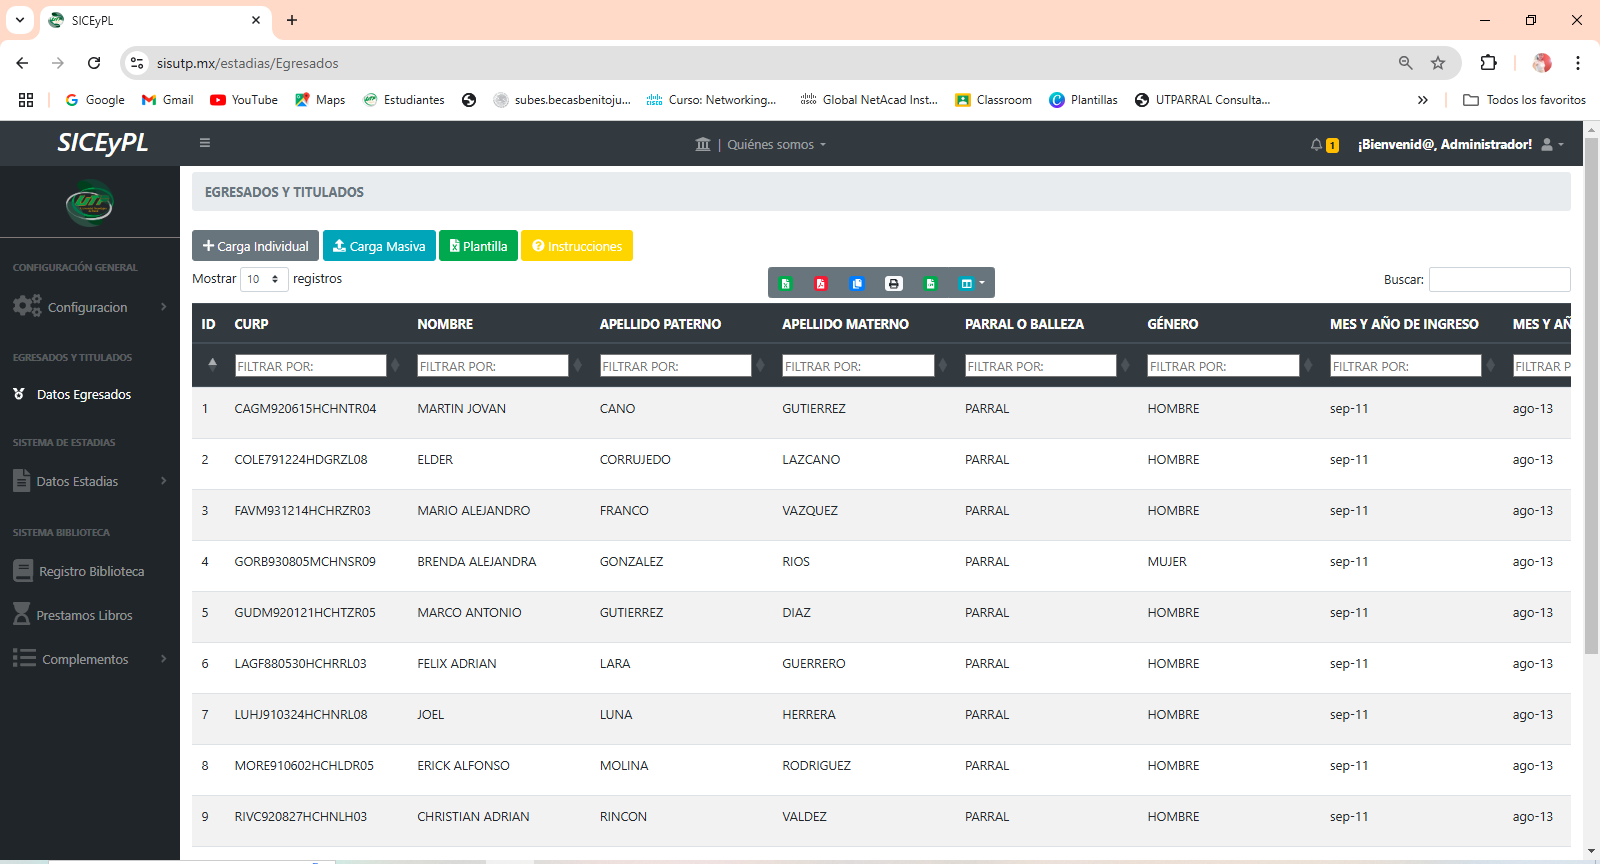 SICEyPL
sisutp.mx/estadias/Egresados
Google Gmail YouTube Maps Estudiantes subes.becasbenitoju... Curso: Networking... Global NetAcad Inst... Classroom Plantillas UTPARRAL Consulta... » Todos los favoritos
SICEyPL | Quiénes somos 1 ¡Bienvenid@, Administrador!
UTP
CONFIGURACIÓN GENERAL
Configuracion
EGRESADOS Y TITULADOS
Datos Egresados
SISTEMA DE ESTADIAS
Datos Estadias
SISTEMA BIBLIOTECA
Registro Biblioteca
Prestamos Libros
Complementos
EGRESADOS Y TITULADOS
Carga Individual Carga Masiva Plantilla Instrucciones
Mostrar 10 registros Buscar:
ID CURP NOMBRE APELLIDO PATERNO APELLIDO MATERNO PARRAL O BALLEZA GÉNERO MES Y AÑO DE INGRESO MES Y AÑ
FILTRAR POR: FILTRAR POR: FILTRAR POR: FILTRAR POR: FILTRAR POR: FILTRAR POR: FILTRAR POR: FILTRAR P
1 CAGM920615HCHNTR04 MARTIN JOVAN CANO GUTIERREZ PARRAL HOMBRE sep-11 ago-13
2 COLE791224HDGRZL08 ELDER CORRUJEDO LAZCANO PARRAL HOMBRE sep-11 ago-13
3 FAVM931214HCHRZR03 MARIO ALEJANDRO FRANCO VAZQUEZ PARRAL HOMBRE sep-11 ago-13
4 GORB930805MCHNSR09 BRENDA ALEJANDRA GONZALEZ RIOS PARRAL MUJER sep-11 ago-13
5 GUDM920121HCHTZR05 MARCO ANTONIO GUTIERREZ DIAZ PARRAL HOMBRE sep-11 ago-13
6 LAGF880530HCHRRL03 FELIX ADRIAN LARA GUERRERO PARRAL HOMBRE sep-11 ago-13
7 LUHJ910324HCHNRL08 JOEL LUNA HERRERA PARRAL HOMBRE sep-11 ago-13
8 MORE910602HCHLDR05 ERICK ALFONSO MOLINA RODRIGUEZ PARRAL HOMBRE sep-11 ago-13
9 RIVC920827HCHNLH03 CHRISTIAN ADRIAN RINCON VALDEZ PARRAL HOMBRE sep-11 ago-13